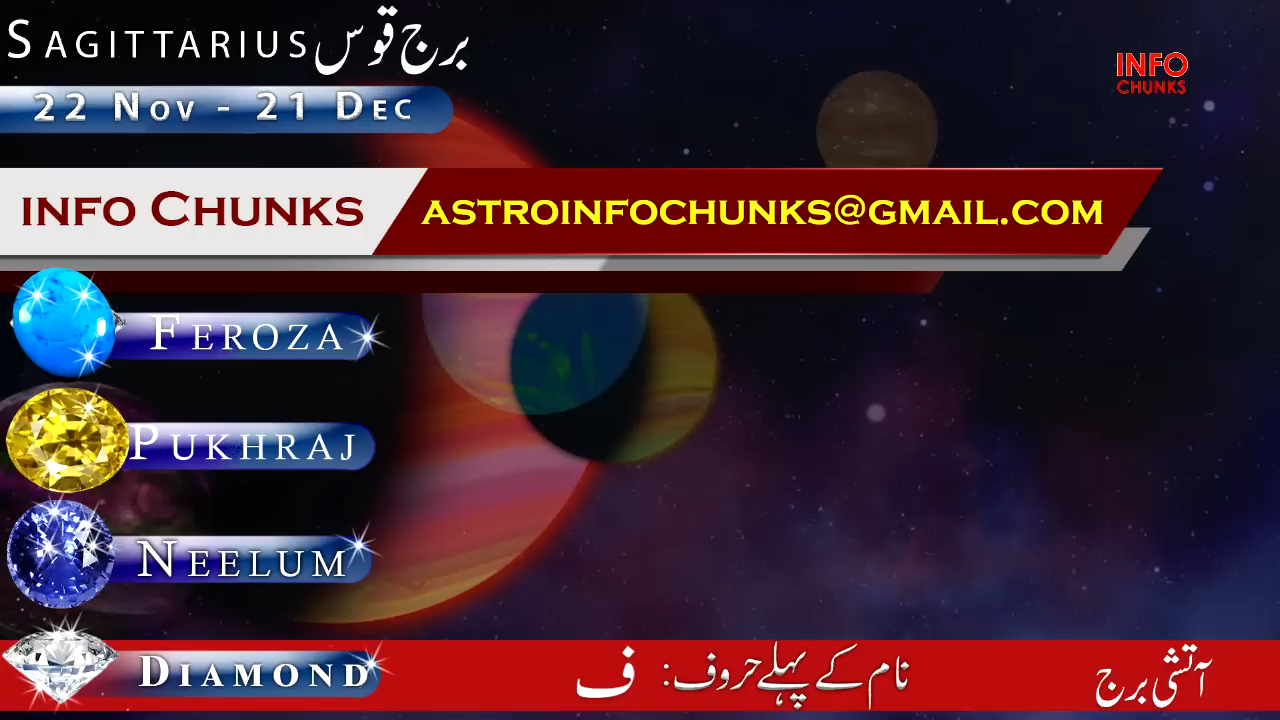 SAGITTARIUS برج قوس
22 Nov - 21 Dec
INFO
CHUNKS
INFO CHUNKS
ASTROINFOCHUNKS@GMAIL.COM
FEROZA
PUKHRAJ
NEELUM
DIAMOND
نام کے پہلے حروف: ف
آتشی برج